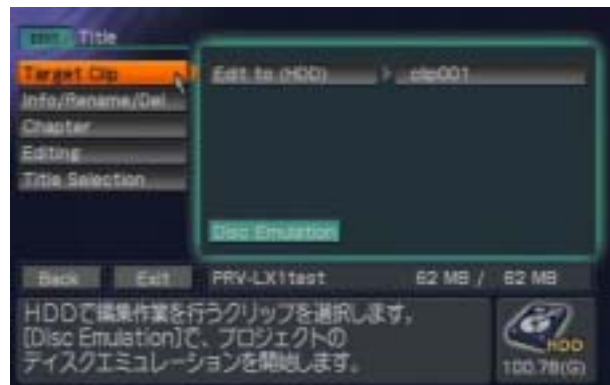 EDIT Title
Target Clip
Edit to (HDD) clip001
Info/Rename/Del...
Chapter
Editing
Title Selection
Disc Emulation
Back Exit PRV-LX1test 62 MB / 62 MB
HDDで編集作業を行うクリップを選択します。
[Disc Emulation]で、プロジェクトの
ディスクエミュレーションを開始します。
HDD
100.78(G)